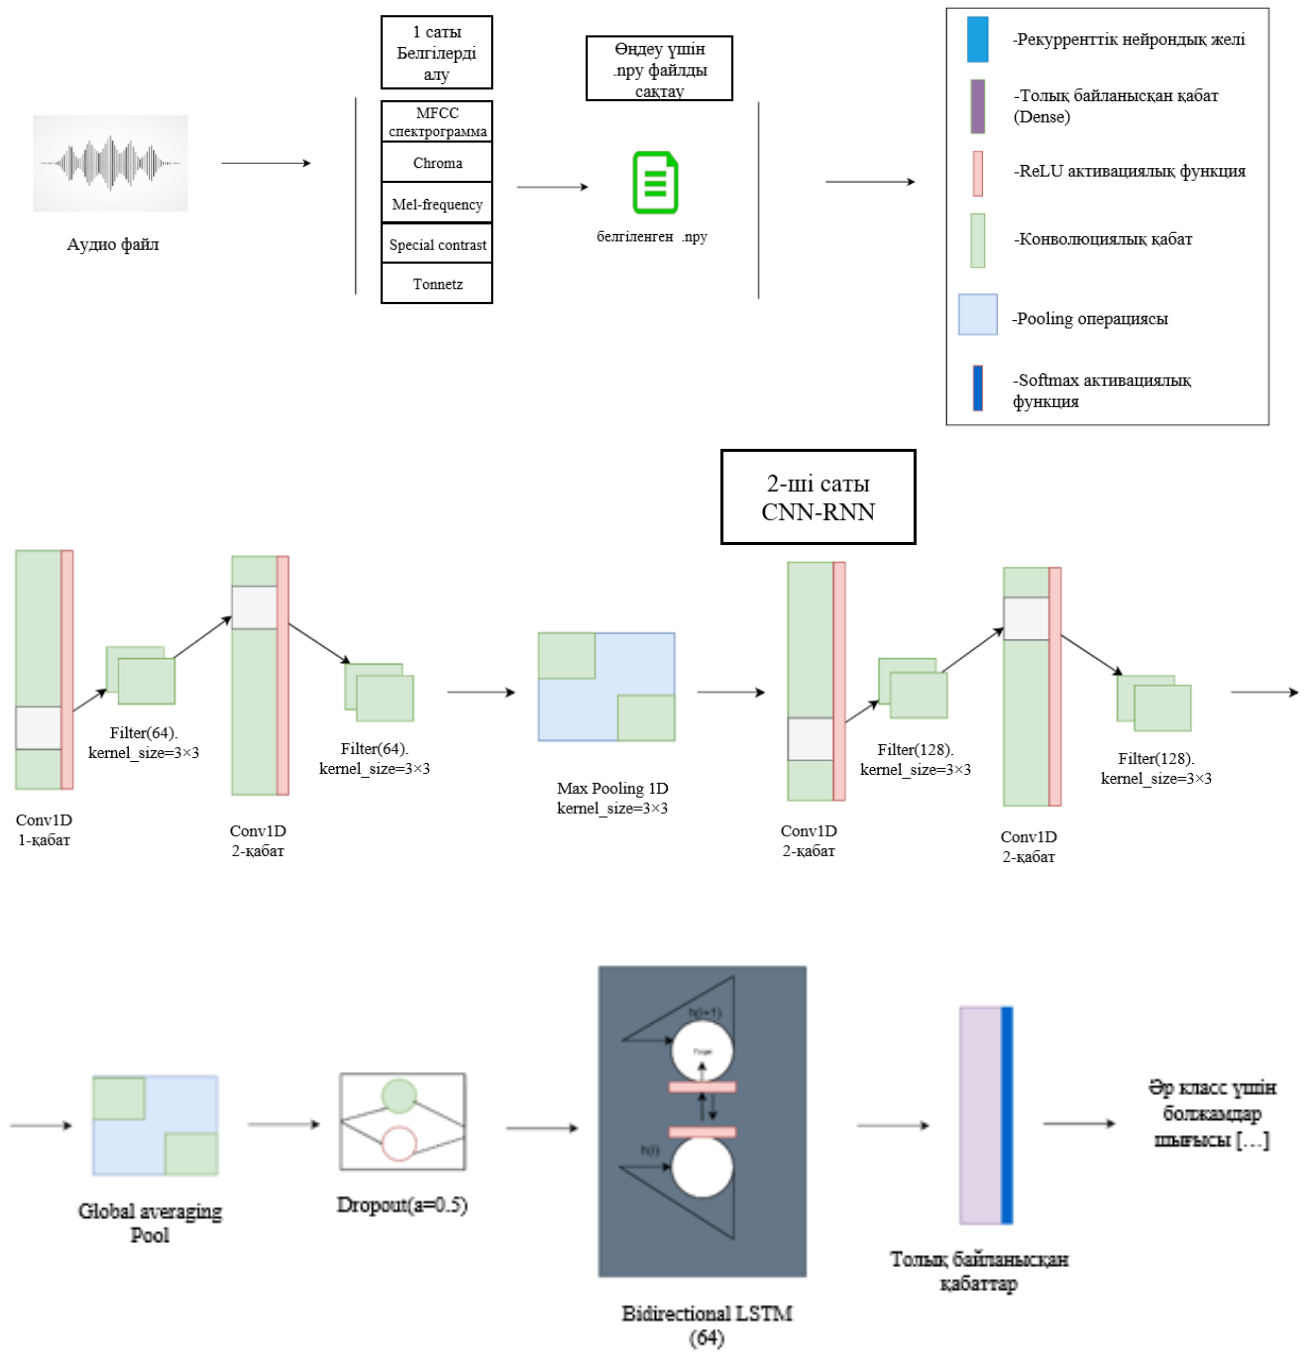 1 саты
Белгілерді
алу
MFCC
спектрограмма
Chroma
Mel-frequency
Special contrast
Tonnetz
Аудио файл
Өңдеу үшін
.npy файлды
сақтау
белгіленген .npy
-Рекурренттік нейрондық желі
-Толық байланысқан қабат
(Dense)
-ReLU активациялық функция
-Конволюциялық қабат
-Pooling операциясы
-Softmax активациялық
функция
2-ші саты
CNN-RNN
Filter(64).
kernel_size=3×3
Conv1D
1-қабат
Filter(64).
kernel_size=3×3
Conv1D
2-қабат
Max Pooling 1D
kernel_size=3×3
Filter(128).
kernel_size=3×3
Conv1D
2-қабат
Filter(128).
kernel_size=3×3
Conv1D
2-қабат
Global averaging
Pool
Dropout(a=0.5)
h(i+1)
h(i)
Bidirectional LSTM
(64)
Толық байланысқан
қабаттар
Әр класс үшін
болжамдар
шығысы [...]